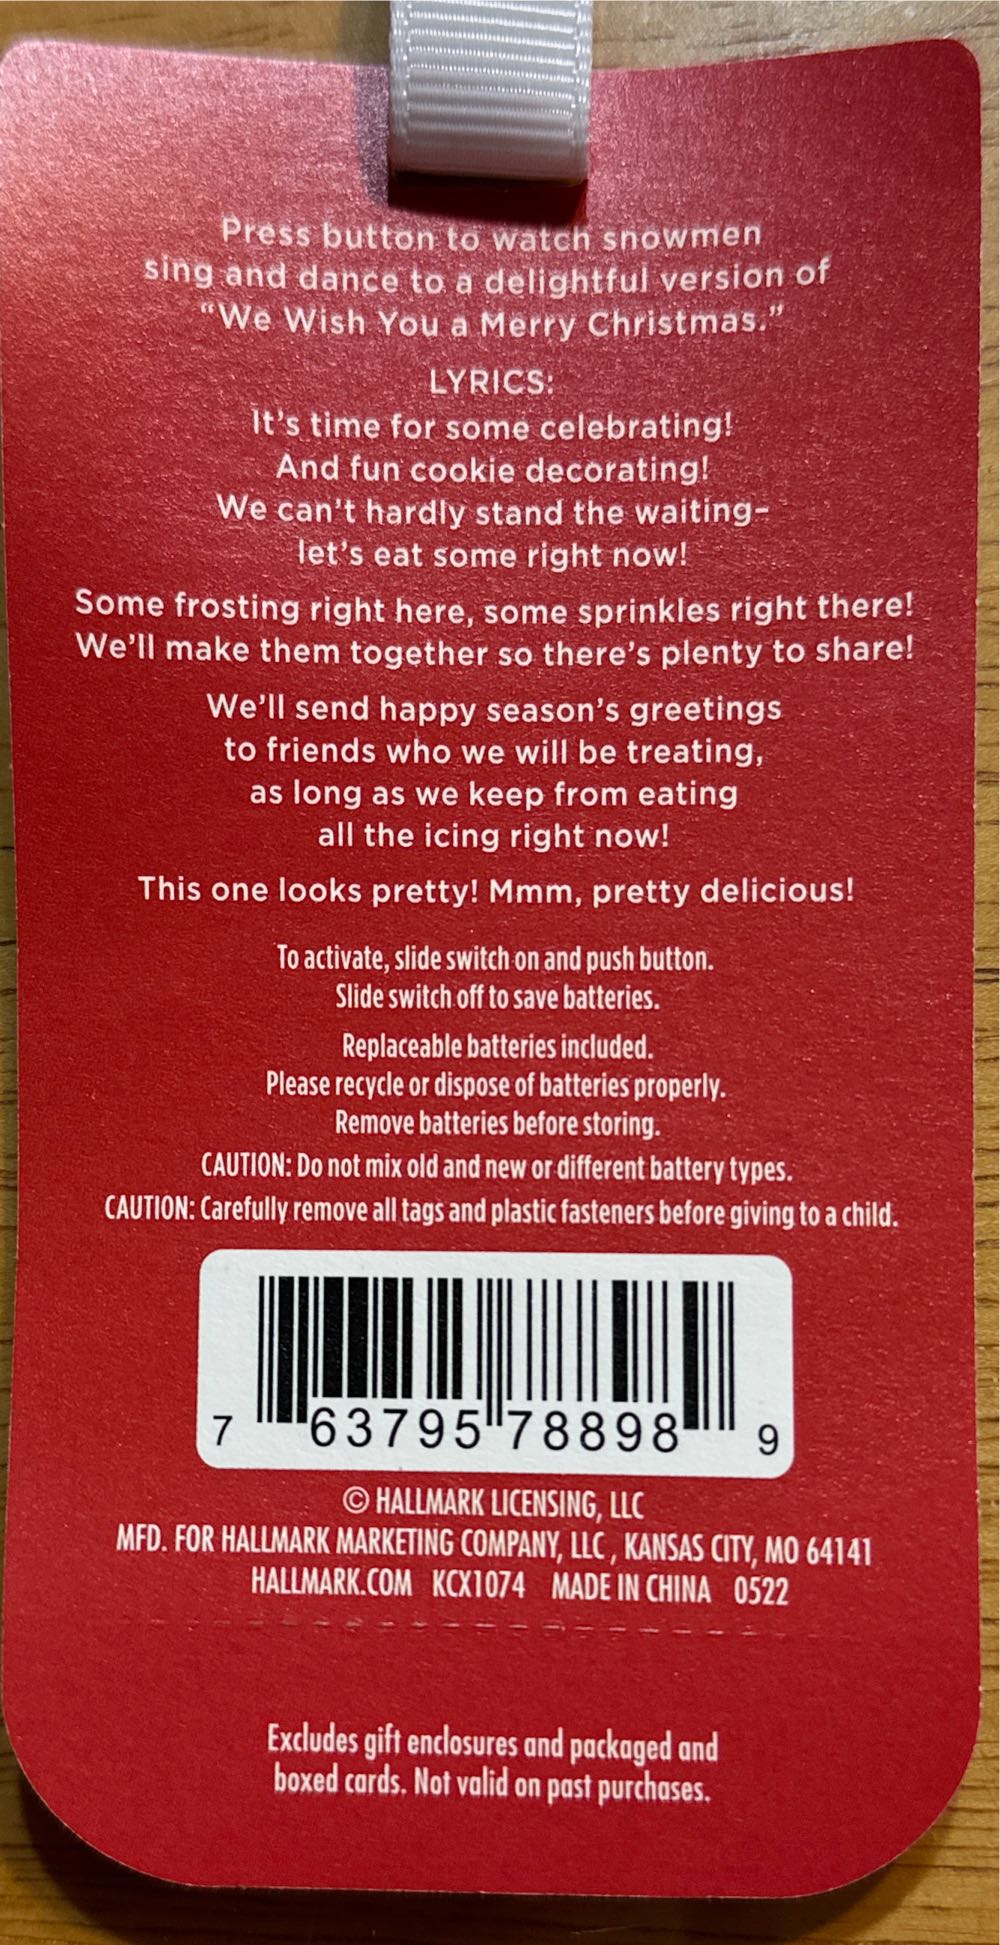 Press button to watch snowmen
sing and dance to a delightful version of
“We Wish You a Merry Christmas.”
LYRICS:
It’s time for some celebrating!
And fun cookie decorating!
We can’t hardly stand the waiting–
let’s eat some right now!
Some frosting right here, some sprinkles right there!
We’ll make them together so there’s plenty to share!
We’ll send happy season’s greetings
to friends who we will be treating,
as long as we keep from eating
all the icing right now!
This one looks pretty! Mmm, pretty delicious!
To activate, slide switch on and push button.
Slide switch off to save batteries.
Replaceable batteries included.
Please recycle or dispose of batteries properly.
Remove batteries before storing.
CAUTION: Do not mix old and new or different battery types.
CAUTION: Carefully remove all tags and plastic fasteners before giving to a child.
7 63795 78898 9
© HALLMARK LICENSING, LLC
MFD. FOR HALLMARK MARKETING COMPANY, LLC , KANSAS CITY, MO 64141
HALLMARK.COM KCX1074 MADE IN CHINA 0522
Excludes gift enclosures and packaged and
boxed cards. Not valid on past purchases.